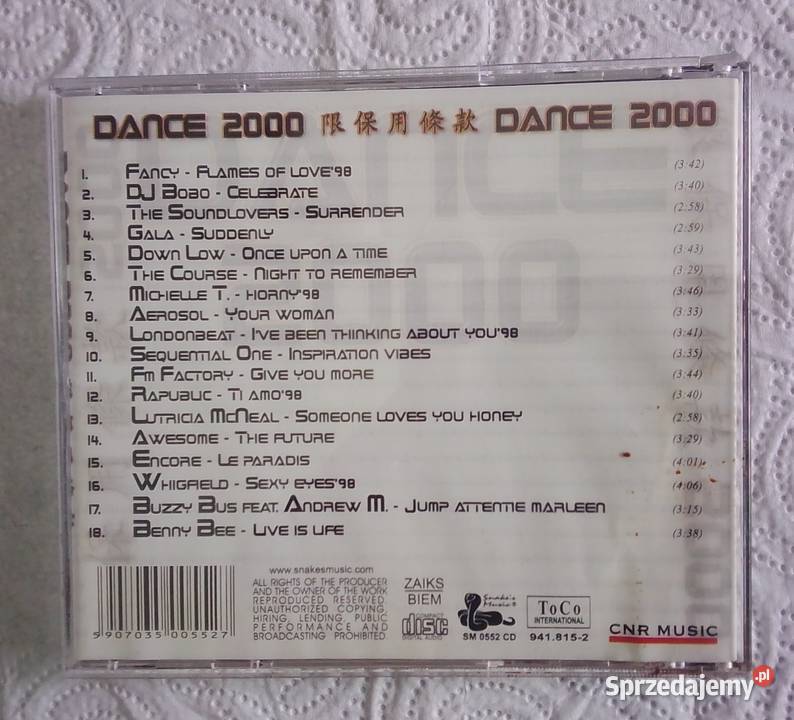 DANCE 2000 限保用條款 DANCE 2000
1. FANCY - FLAMES OF LOVE'98 (3:42)
2. DJ BOBO - CELEBRATE (3:40)
3. THE SOUNDLOVERS - SURRENDER (2:58)
4. GALA - SUDDENLY (2:59)
5. DOWN LOW - ONCE UPON A TIME (3:43)
6. THE COURSE - NIGHT TO REMEMBER (3:29)
7. MICHELLE T. - HORNY'98 (3:46)
8. AEROSOL - YOUR WOMAN (3:33)
9. LONDONBEAT - I'VE BEEN THINKING ABOUT YOU'98 (3:41)
10. SEQUENTIAL ONE - INSPIRATION VIBES (3:35)
11. FM FACTORY - GIVE YOU MORE (3:44)
12. RAPUBLIC - TI AMO'98 (3:40)
13. LUTRICIA MCNEAL - SOMEONE LOVES YOU HONEY (2:58)
14. AWESOME - THE FUTURE (3:29)
15. ENCORE - LE PARADIS (4:01)
16. WHIGFIELD - SEXY EYES'98 (4:06)
17. BUZZY BUS FEAT. ANDREW M. - JUMP ATTENTIE MARLEEN (3:15)
18. BENNY BEE - LIVE IS LIFE (3:38)
www.snakesmusic.com
ALL RIGHTS OF THE PRODUCER
AND THE OWNER OF THE WORK
REPRODUCED RESERVED.
UNAUTHORIZED COPYING,
HIRING, LENDING, PUBLIC
PERFORMANCE AND
BROADCASTING PROHIBITED.
5 907035 005527
ZAIKS
BIEM
COMPACT
disc
DIGITAL AUDIO
Snake's
Music®
SM 0552 CD
ToCo
INTERNATIONAL
941.815-2
CNR MUSIC
Sprzedajemy.pl